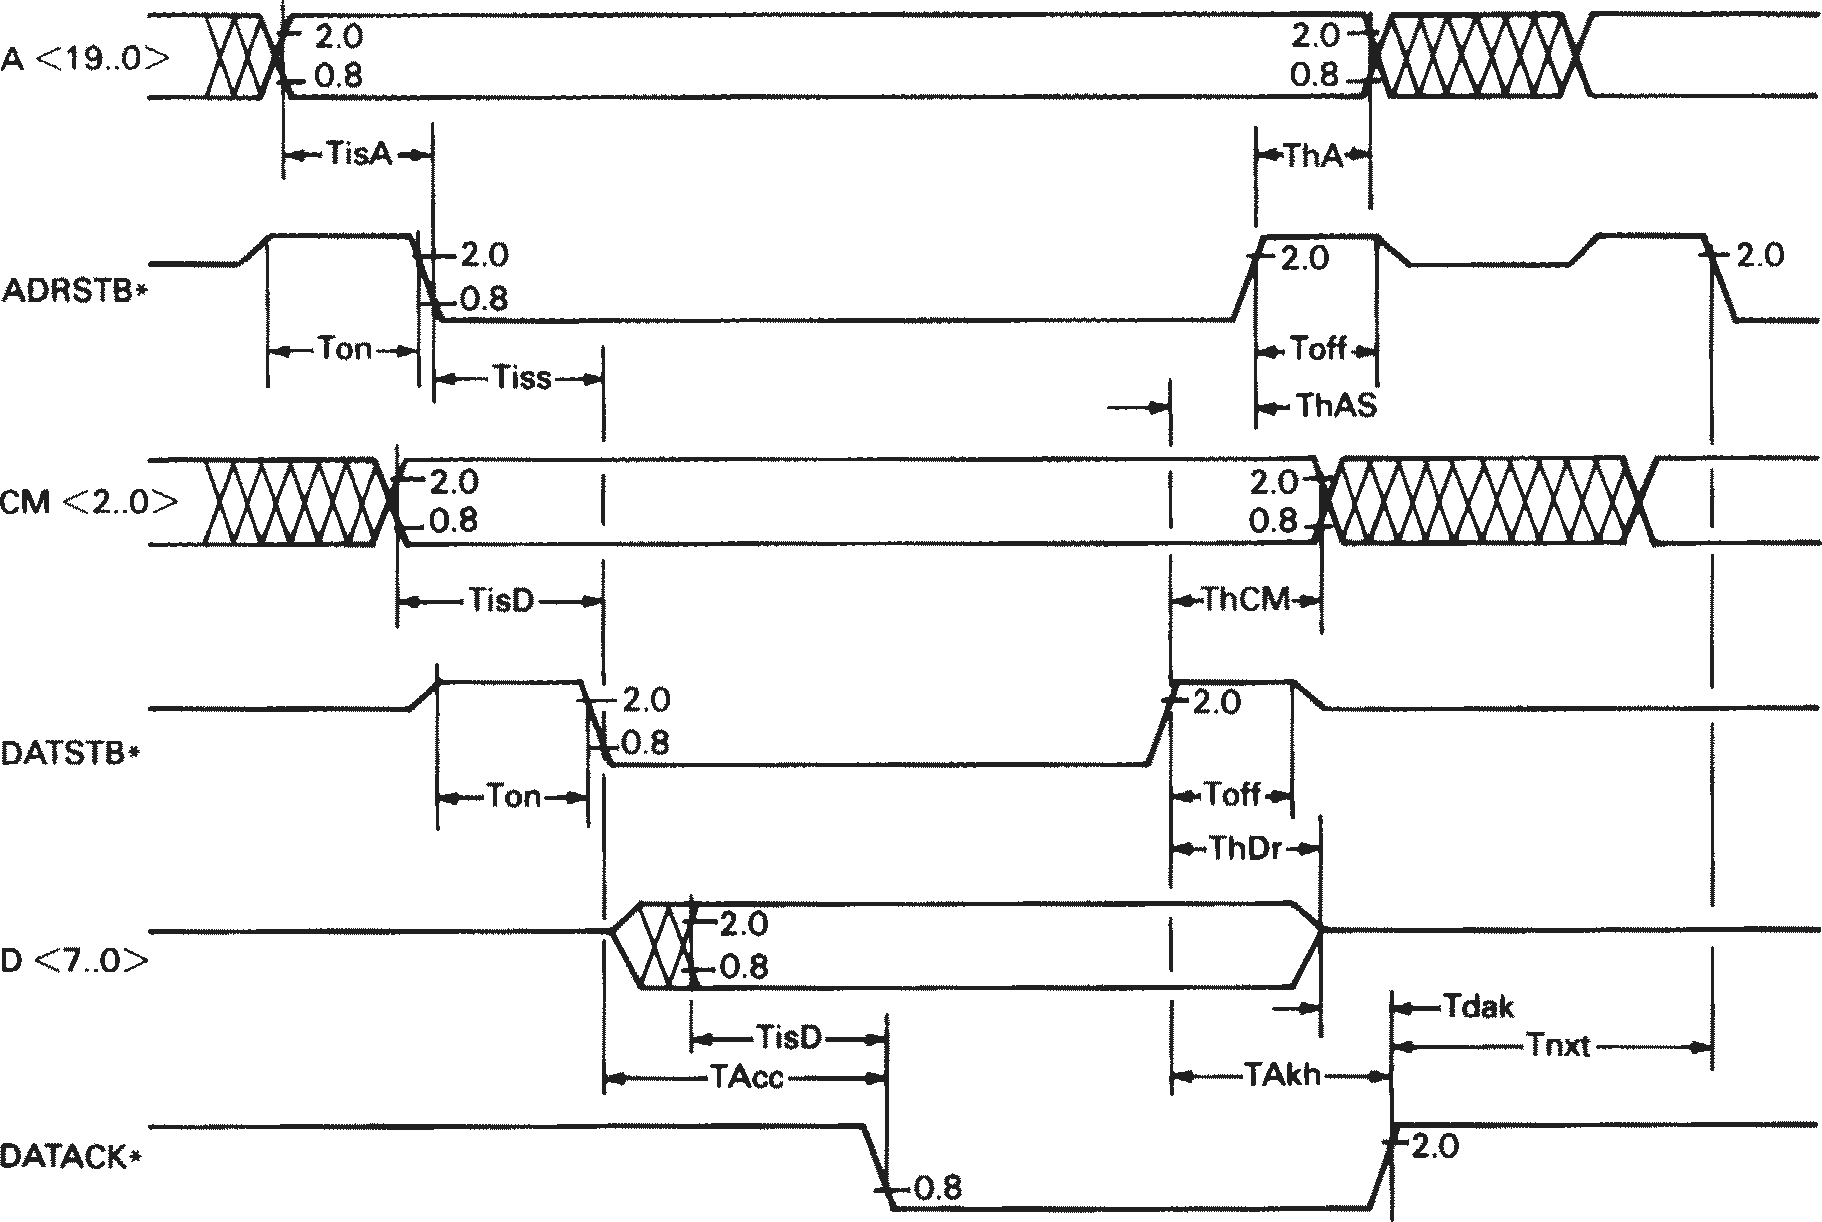 2.0 2.0
A <19..0>
0.8 0.8
TisA ThA
2.0 2.0 2.0
ADRSTB*
0.8
Ton Toff
Tiss
ThAS
2.0 2.0
CM <2..0>
0.8 0.8
TisD ThCM
2.0 2.0
DATSTB*
0.8
Ton Toff
ThDr
2.0
D <7..0>
0.8
Tdak
TisD Tnxt
TAcc TAkh
DATACK* 2.0
0.8